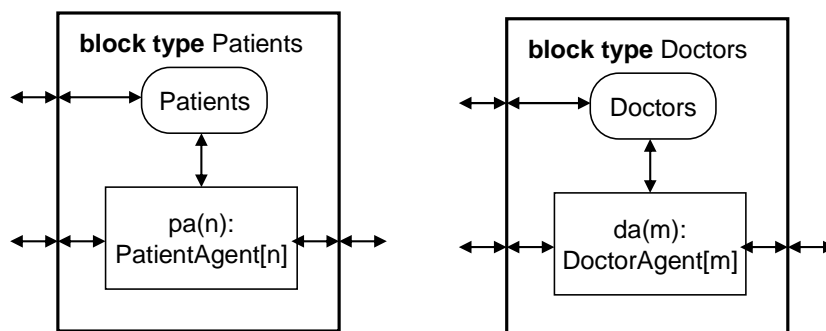 block type Patients
Patients
pa(n):
PatientAgent[n]
block type Doctors
Doctors
da(m):
DoctorAgent[m]